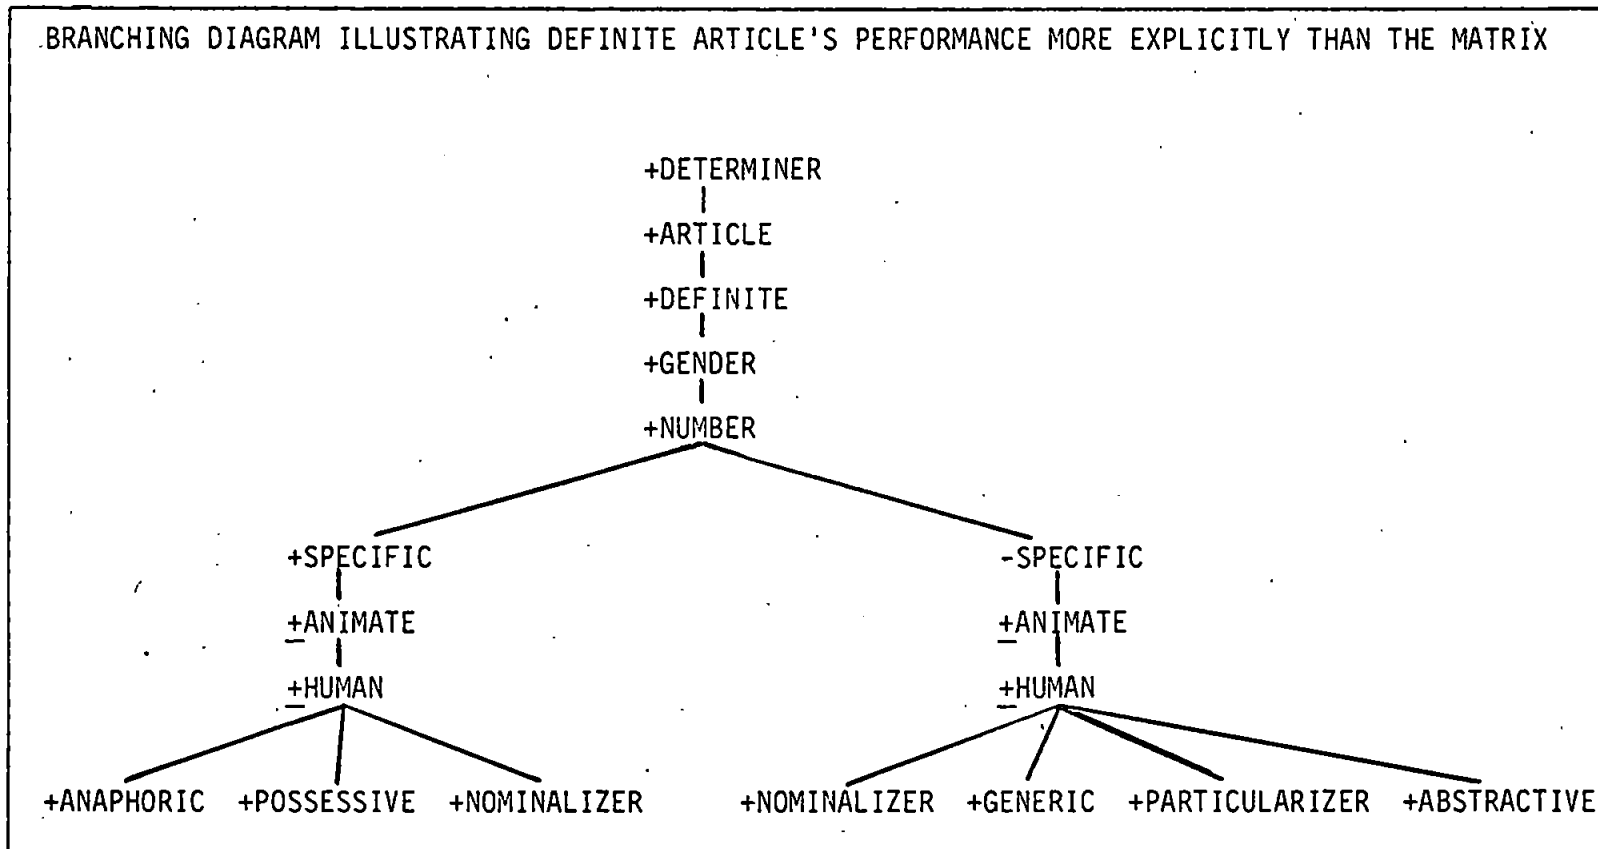 BRANCHING DIAGRAM ILLUSTRATING DEFINITE ARTICLE'S PERFORMANCE MORE EXPLICITLY THAN THE MATRIX
+DETERMINER
+ARTICLE
+DEFINITE
+GENDER
+NUMBER
+SPECIFIC -SPECIFIC
±ANIMATE ±ANIMATE
±HUMAN ±HUMAN
+ANAPHORIC +POSSESSIVE +NOMINALIZER +NOMINALIZER +GENERIC +PARTICULARIZER +ABSTRACTIVE